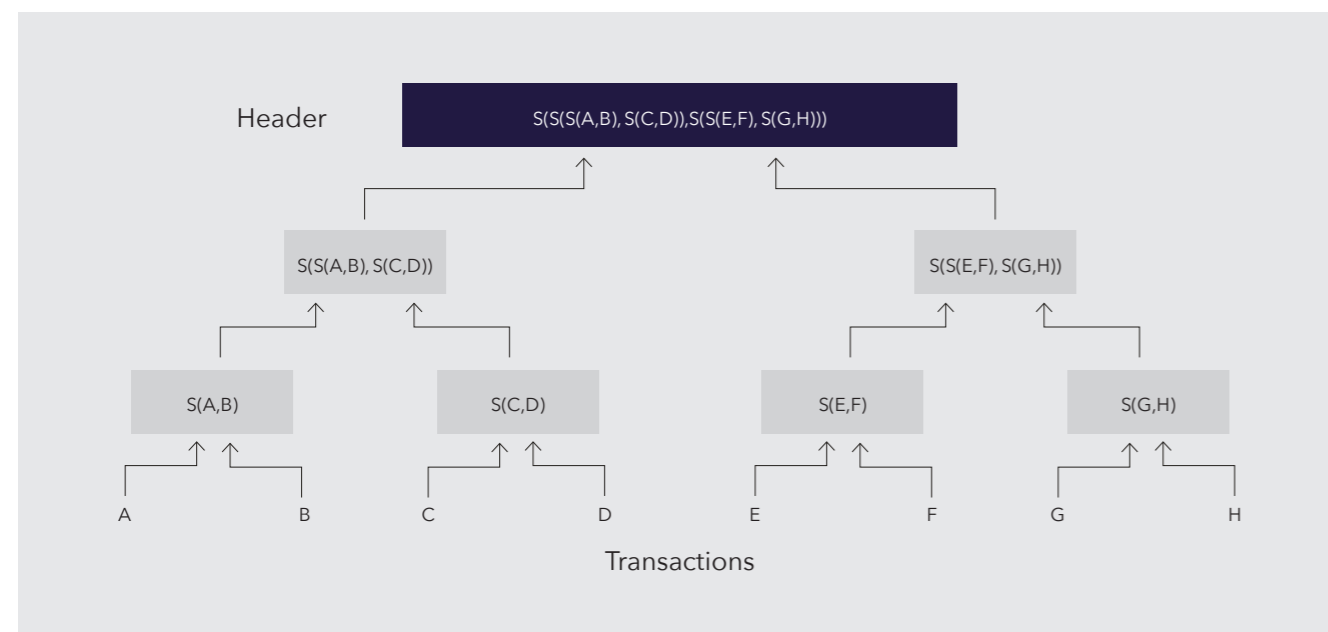 Header
S(S(S(A,B), S(C,D)),S(S(E,F), S(G,H)))
S(S(A,B), S(C,D))
S(S(E,F), S(G,H))
S(A,B)
S(C,D)
S(E,F)
S(G,H)
A
B
C
D
E
F
G
H
Transactions